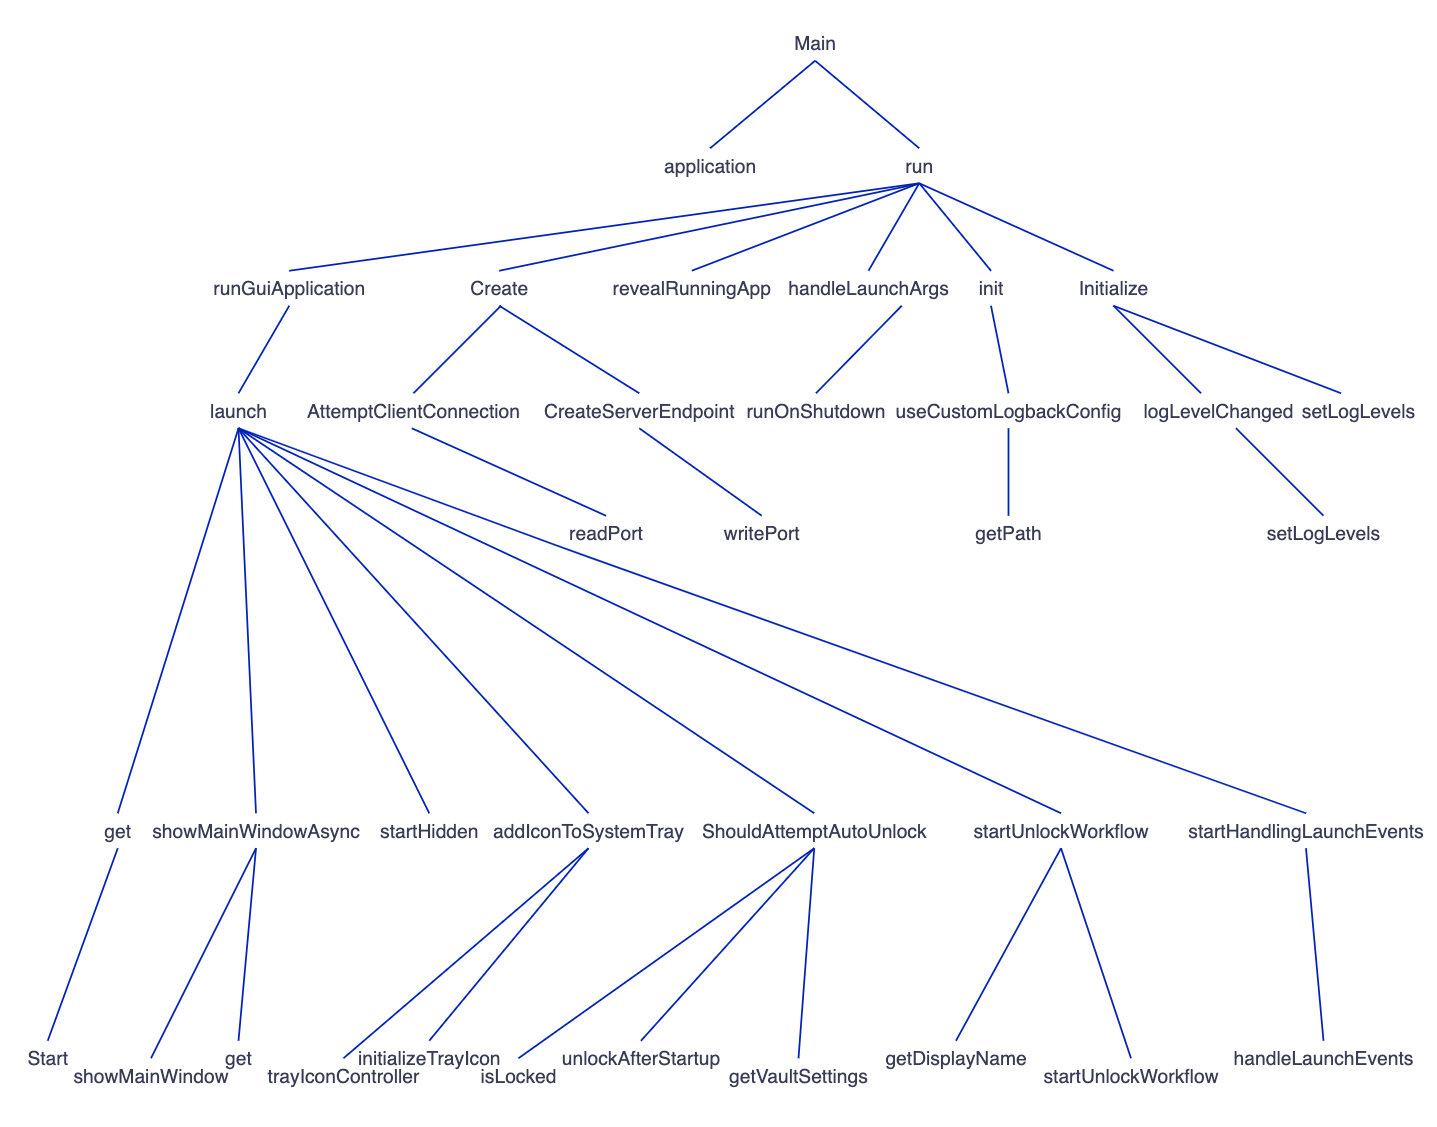 Main
application
run
runGuiApplication
Create
revealRunningApp
handleLaunchArgs
init
Initialize
launch
AttemptClientConnection
CreateServerEndpoint
runOnShutdown
useCustomLogbackConfig
logLevelChanged
setLogLevels
readPort
writePort
getPath
setLogLevels
get
showMainWindowAsync
startHidden
addIconToSystemTray
ShouldAttemptAutoUnlock
startUnlockWorkflow
startHandlingLaunchEvents
Start
showMainWindow
get
trayIconController
initializeTrayIcon
isLocked
unlockAfterStartup
getVaultSettings
getDisplayName
startUnlockWorkflow
handleLaunchEvents